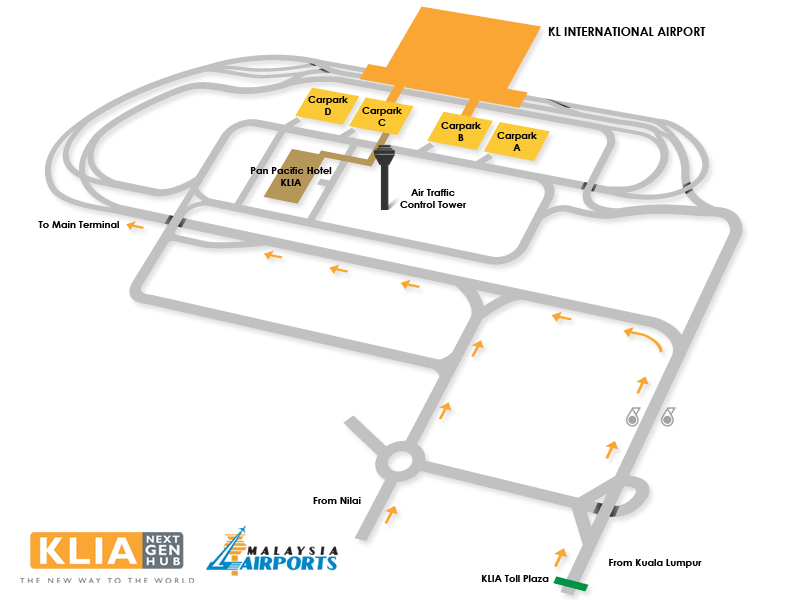 KL INTERNATIONAL AIRPORT
Carpark
D
Carpark
C
Carpark
B
Carpark
A
Pan Pacific Hotel
KLIA
Air Traffic
Control Tower
To Main Terminal
From Nilai
From Kuala Lumpur
KLIA Toll Plaza
KLIA
NEXT
GEN
HUB
THE NEW WAY TO THE WORLD
MALAYSIA
AIRPORTS